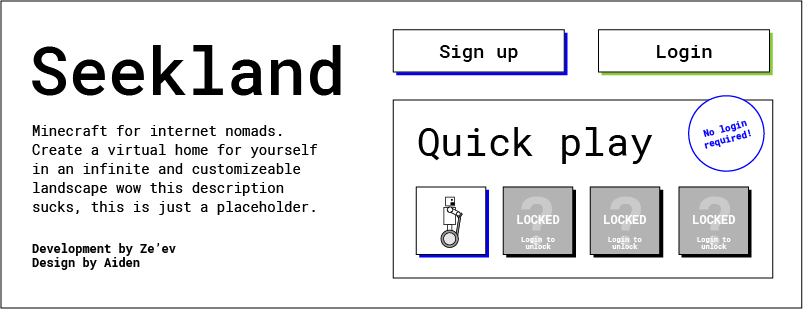 Seekland
Minecraft for internet nomads.
Create a virtual home for yourself
in an infinite and customizeable
landscape wow this description
sucks, this is just a placeholder.
Development by Ze’ev
Design by Aiden
Sign up
Login
Quick play
No login
required!
?
LOCKED
Login to
unlock
?
LOCKED
Login to
unlock
?
LOCKED
Login to
unlock